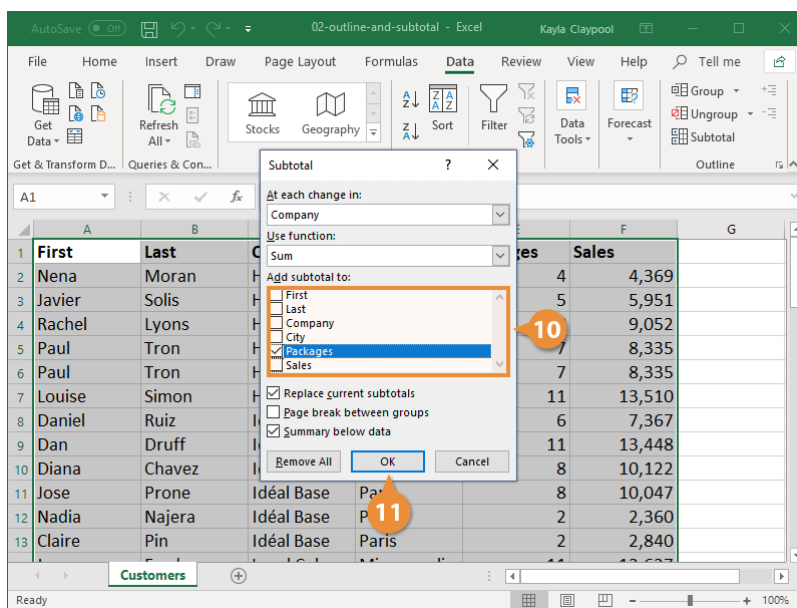 AutoSave Off 02-outline-and-subtotal - Excel Kayla Claypool
File Home Insert Draw Page Layout Formulas Data Review View Help Tell me
Get Data Refresh All Stocks Geography Sort Filter Data Tools Forecast Group Ungroup Subtotal
Get & Transform D... Queries & Con... Outline
A1 fx
Subtotal ? ×
At each change in:
Company
Use function:
Sum
Add subtotal to:
First
Last
Company
City
Packages
Sales
10
Replace current subtotals
Page break between groups
Summary below data
Remove All OK Cancel
11
A B F G
1 First Last C ges Sales
2 Nena Moran H 4 4,369
3 Javier Solis H 5 5,951
4 Rachel Lyons H 9,052
5 Paul Tron H 7 8,335
6 Paul Tron H 7 8,335
7 Louise Simon H 11 13,510
8 Daniel Ruiz I 6 7,367
9 Dan Druff I 11 13,448
10 Diana Chavez I 8 10,122
11 Jose Prone Idéal Base Pa 8 10,047
12 Nadia Najera Idéal Base P 2 2,360
13 Claire Pin Idéal Base Paris 2 2,840
Customers
Ready 100%